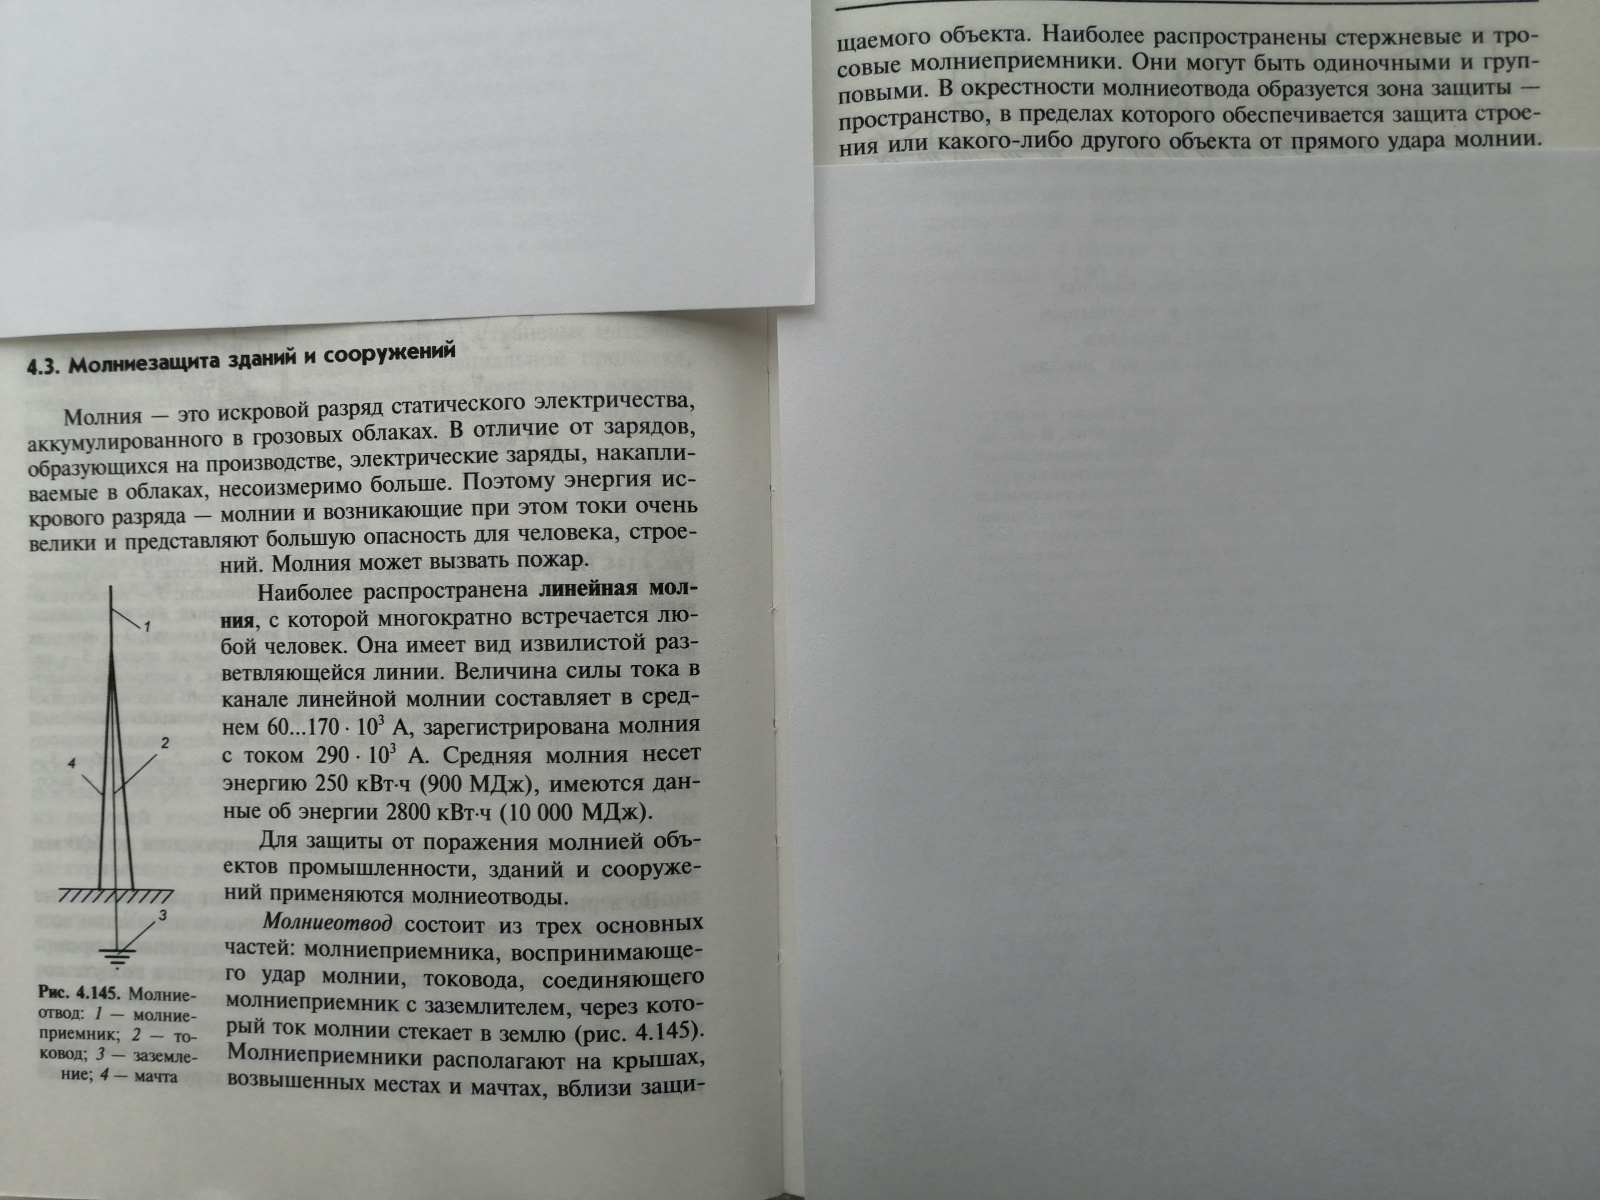 4.3. Молниезащита зданий и сооружений
Молния — это искровой разряд статического электричества,
аккумулированного в грозовых облаках. В отличие от зарядов,
образующихся на производстве, электрические заряды, накапли-
ваемые в облаках, несоизмеримо больше. Поэтому энергия ис-
крового разряда — молнии и возникающие при этом токи очень
велики и представляют большую опасность для человека, строе-
ний. Молния может вызвать пожар.
Наиболее распространена линейная мол-
ния, с которой многократно встречается лю-
бой человек. Она имеет вид извилистой раз-
ветвляющейся линии. Величина силы тока в
канале линейной молнии составляет в сред-
нем 60...170 · 10³ А, зарегистрирована молния
с током 290 · 10³ А. Средняя молния несет
энергию 250 кВт·ч (900 МДж), имеются дан-
ные об энергии 2800 кВт·ч (10 000 МДж).
Для защиты от поражения молнией объ-
ектов промышленности, зданий и сооруже-
ний применяются молниеотводы.
Молниеотвод состоит из трех основных
частей: молниеприемника, воспринимающе-
го удар молнии, токовода, соединяющего
молниеприемник с заземлителем, через кото-
рый ток молнии стекает в землю (рис. 4.145).
Молниеприемники располагают на крышах,
возвышенных местах и мачтах, вблизи защи-
1
2
4
3
Рис. 4.145. Молние-
отвод: 1 — молние-
приемник; 2 — то-
ковод; 3 — заземле-
ние; 4 — мачта
щаемого объекта. Наиболее распространены стержневые и тро-
совые молниеприемники. Они могут быть одиночными и груп-
повыми. В окрестности молниеотвода образуется зона защиты —
пространство, в пределах которого обеспечивается защита строе-
ния или какого-либо другого объекта от прямого удара молнии.